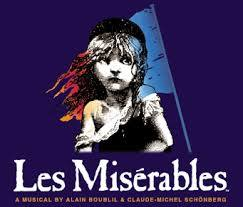 Les Misérables
A MUSICAL BY ALAIN BOUBLIL & CLAUDE-MICHEL SCHÖNBERG